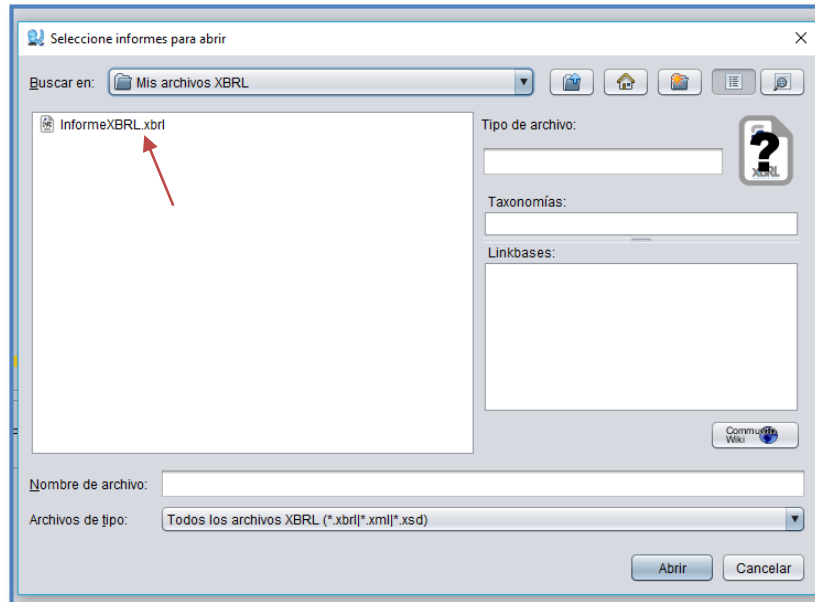 Seleccione informes para abrir
Buscar en: Mis archivos XBRL
InformeXBRL.xbrl
Tipo de archivo:
XBRL
Taxonomías:
Linkbases:
Community
Wiki
Nombre de archivo:
Archivos de tipo: Todos los archivos XBRL (*.xbrl|*.xml|*.xsd)
Abrir Cancelar